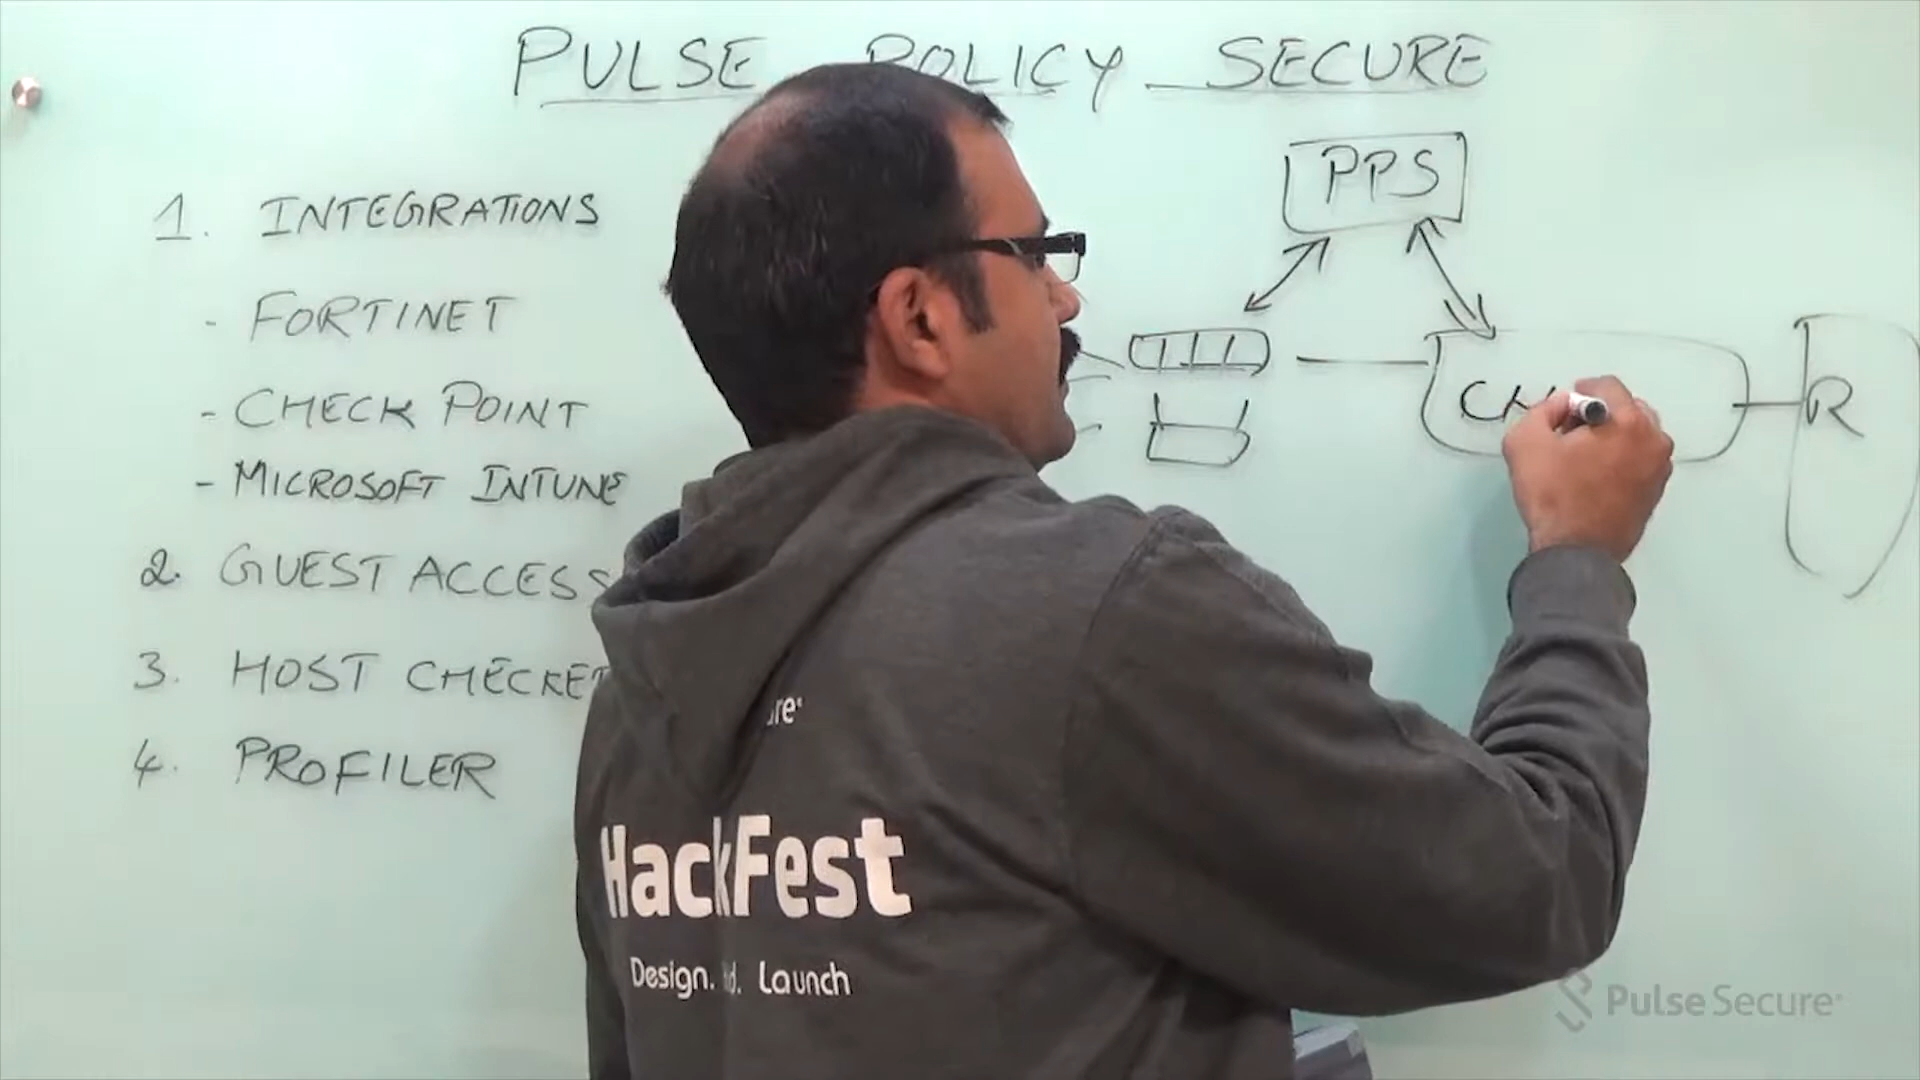 PULSE POLICY SECURE
PPS
1. INTEGRATIONS
- FORTINET
- CHECK POINT
- MICROSOFT INTUNE
2. GUEST ACCESS
3. HOST CHECKER
4. PROFILER
R
HackFest
Design. Launch
Pulse Secure